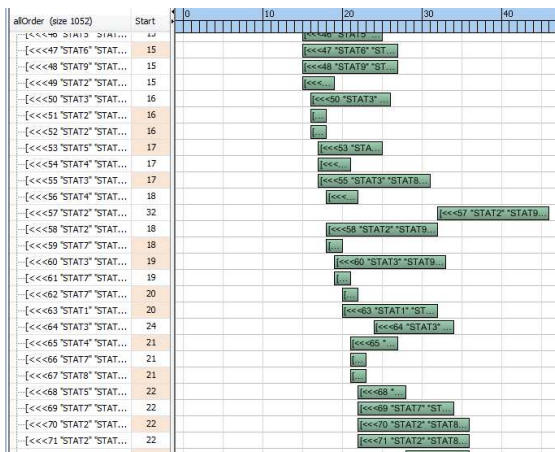 allOrder (size 1052) Start 0 10 20 30 40
[<<<46 "STAT5" "STAT... 15 [<<<46 "STAT5" ...
[<<<47 "STAT6" "STAT... 15 [<<<47 "STAT6" "ST...
[<<<48 "STAT9" "STAT... 15 [<<<48 "STAT9" "ST...
[<<<49 "STAT2" "STAT... 15 [<<<...
[<<<50 "STAT3" "STAT... 16 [<<<50 "STAT3" ...
[<<<51 "STAT2" "STAT... 16 [...
[<<<52 "STAT2" "STAT... 16 [...
[<<<53 "STAT5" "STAT... 17 [<<<53 "STA...
[<<<54 "STAT4" "STAT... 17 [<<<...
[<<<55 "STAT3" "STAT... 17 [<<<55 "STAT3" "STAT8...
[<<<56 "STAT4" "STAT... 18 [<<<...
[<<<57 "STAT2" "STAT... 32 [<<<57 "STAT2" "STAT9...
[<<<58 "STAT2" "STAT... 18 [<<<58 "STAT2" "STAT9...
[<<<59 "STAT7" "STAT... 18 [...
[<<<60 "STAT3" "STAT... 19 [<<<60 "STAT3" "STAT9...
[<<<61 "STAT7" "STAT... 19 [...
[<<<62 "STAT7" "STAT... 20 [...
[<<<63 "STAT1" "STAT... 20 [<<<63 "STAT1" "ST...
[<<<64 "STAT3" "STAT... 24 [<<<64 "STAT3" ...
[<<<65 "STAT4" "STAT... 21 [<<<65 "...
[<<<66 "STAT7" "STAT... 21 [...
[<<<67 "STAT8" "STAT... 21 [...
[<<<68 "STAT5" "STAT... 22 [<<<68 "...
[<<<69 "STAT7" "STAT... 22 [<<<69 "STAT7" "ST...
[<<<70 "STAT2" "STAT... 22 [<<<70 "STAT2" "STAT8...
[<<<71 "STAT2" "STAT... 22 [<<<71 "STAT2" "STAT8...